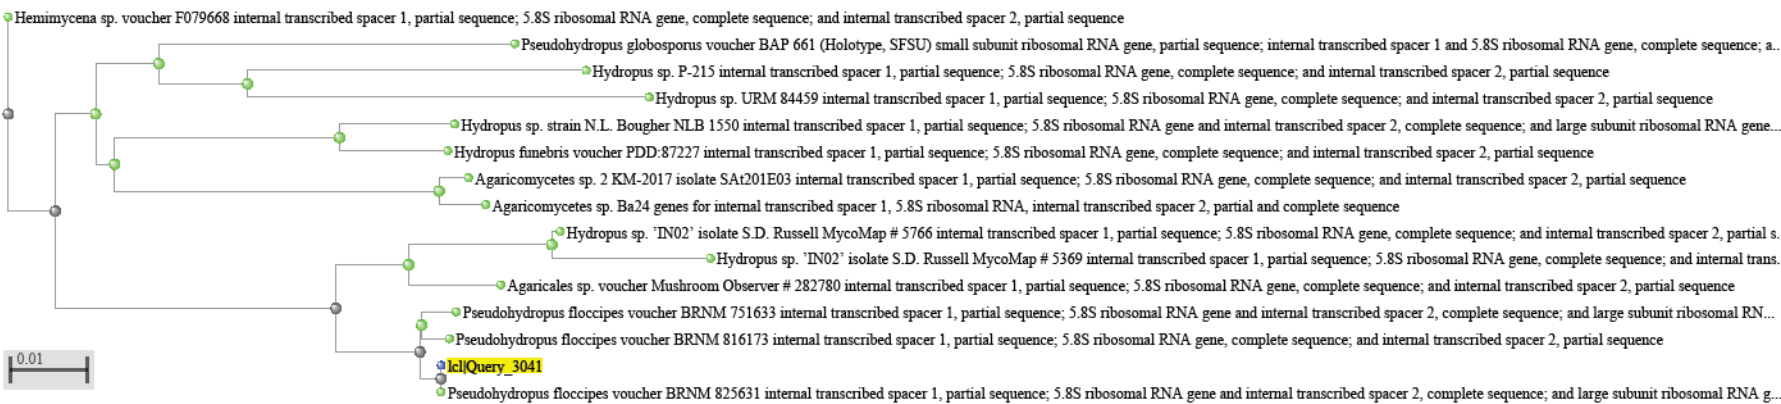 Hemimycena sp. voucher F079668 internal transcribed spacer 1, partial sequence; 5.8S ribosomal RNA gene, complete sequence; and internal transcribed spacer 2, partial sequence
Pseudohydropus globosporus voucher BAP 661 (Holotype, SFSU) small subunit ribosomal RNA gene, partial sequence; internal transcribed spacer 1 and 5.8S ribosomal RNA gene, complete sequence; a..
Hydropus sp. P-215 internal transcribed spacer 1, partial sequence; 5.8S ribosomal RNA gene, complete sequence; and internal transcribed spacer 2, partial sequence
Hydropus sp. URM 84459 internal transcribed spacer 1, partial sequence; 5.8S ribosomal RNA gene, complete sequence; and internal transcribed spacer 2, partial sequence
Hydropus sp. strain N.L. Bougher NLB 1550 internal transcribed spacer 1, partial sequence; 5.8S ribosomal RNA gene and internal transcribed spacer 2, complete sequence; and large subunit ribosomal RNA gene...
Hydropus funebris voucher PDD:87227 internal transcribed spacer 1, partial sequence; 5.8S ribosomal RNA gene, complete sequence; and internal transcribed spacer 2, partial sequence
Agaricomycetes sp. 2 KM-2017 isolate SAt201E03 internal transcribed spacer 1, partial sequence; 5.8S ribosomal RNA gene, complete sequence; and internal transcribed spacer 2, partial sequence
Agaricomycetes sp. Ba24 genes for internal transcribed spacer 1, 5.8S ribosomal RNA, internal transcribed spacer 2, partial and complete sequence
Hydropus sp. 'IN02' isolate S.D. Russell MycoMap # 5766 internal transcribed spacer 1, partial sequence; 5.8S ribosomal RNA gene, complete sequence; and internal transcribed spacer 2, partial s.
Hydropus sp. 'IN02' isolate S.D. Russell MycoMap # 5369 internal transcribed spacer 1, partial sequence; 5.8S ribosomal RNA gene, complete sequence; and internal trans.
Agaricales sp. voucher Mushroom Observer # 282780 internal transcribed spacer 1, partial sequence; 5.8S ribosomal RNA gene, complete sequence; and internal transcribed spacer 2, partial sequence
Pseudohydropus floccipes voucher BRNM 751633 internal transcribed spacer 1, partial sequence; 5.8S ribosomal RNA gene and internal transcribed spacer 2, complete sequence; and large subunit ribosomal RN...
Pseudohydropus floccipes voucher BRNM 816173 internal transcribed spacer 1, partial sequence; 5.8S ribosomal RNA gene, complete sequence; and internal transcribed spacer 2, partial sequence
0.01
lcl|Query_3041
Pseudohydropus floccipes voucher BRNM 825631 internal transcribed spacer 1, partial sequence; 5.8S ribosomal RNA gene and internal transcribed spacer 2, complete sequence; and large subunit ribosomal RNA g...